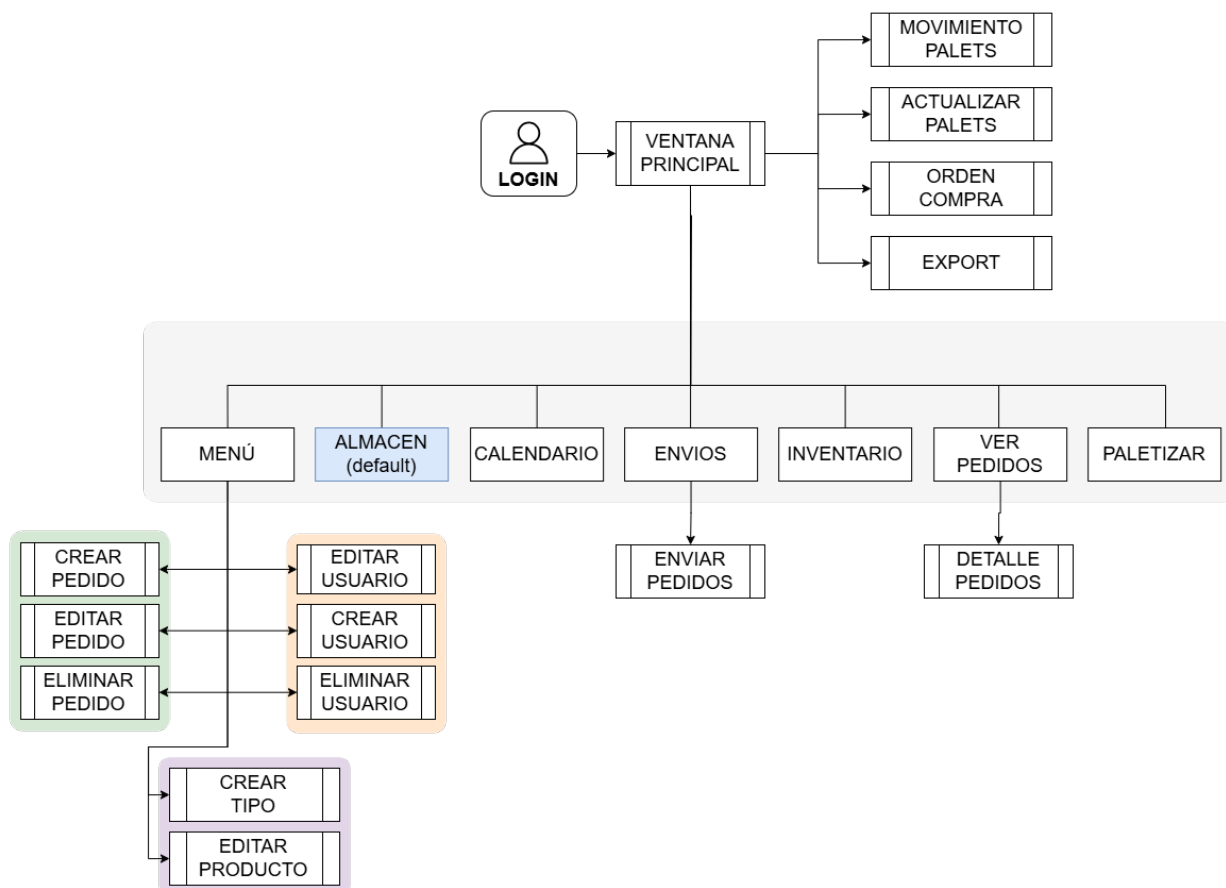 MOVIMIENTO
PALETS
ACTUALIZAR
PALETS
LOGIN
VENTANA
PRINCIPAL
ORDEN
COMPRA
EXPORT
MENÚ
ALMACEN
(default)
CALENDARIO
ENVIOS
INVENTARIO
VER
PEDIDOS
PALETIZAR
CREAR
PEDIDO
EDITAR
USUARIO
ENVIAR
PEDIDOS
DETALLE
PEDIDOS
EDITAR
PEDIDO
CREAR
USUARIO
ELIMINAR
PEDIDO
ELIMINAR
USUARIO
CREAR
TIPO
EDITAR
PRODUCTO